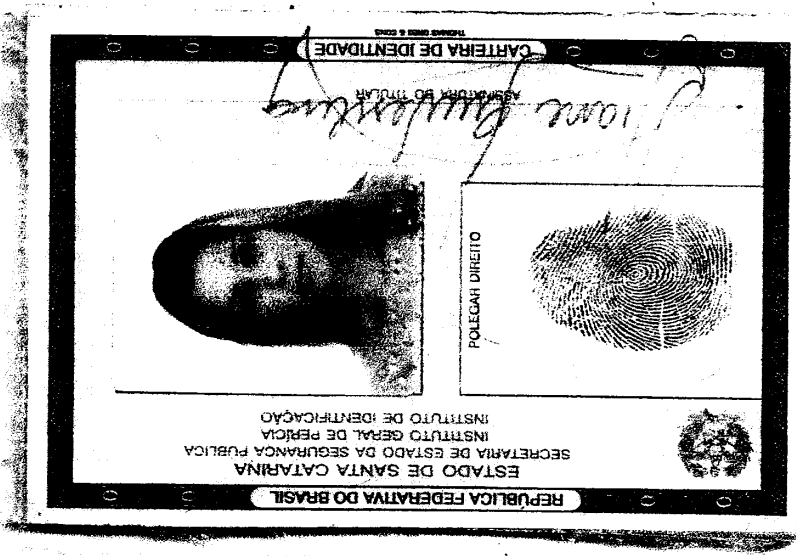 REPÚBLICA FEDERATIVA DO BRASIL
ESTADO DE SANTA CATARINA
SECRETARIA DE ESTADO DA SEGURANÇA PÚBLICA
INSTITUTO GERAL DE PERÍCIA
INSTITUTO DE IDENTIFICAÇÃO
POLEGAR DIREITO
ASSINATURA DO TITULAR
CARTEIRA DE IDENTIDADE